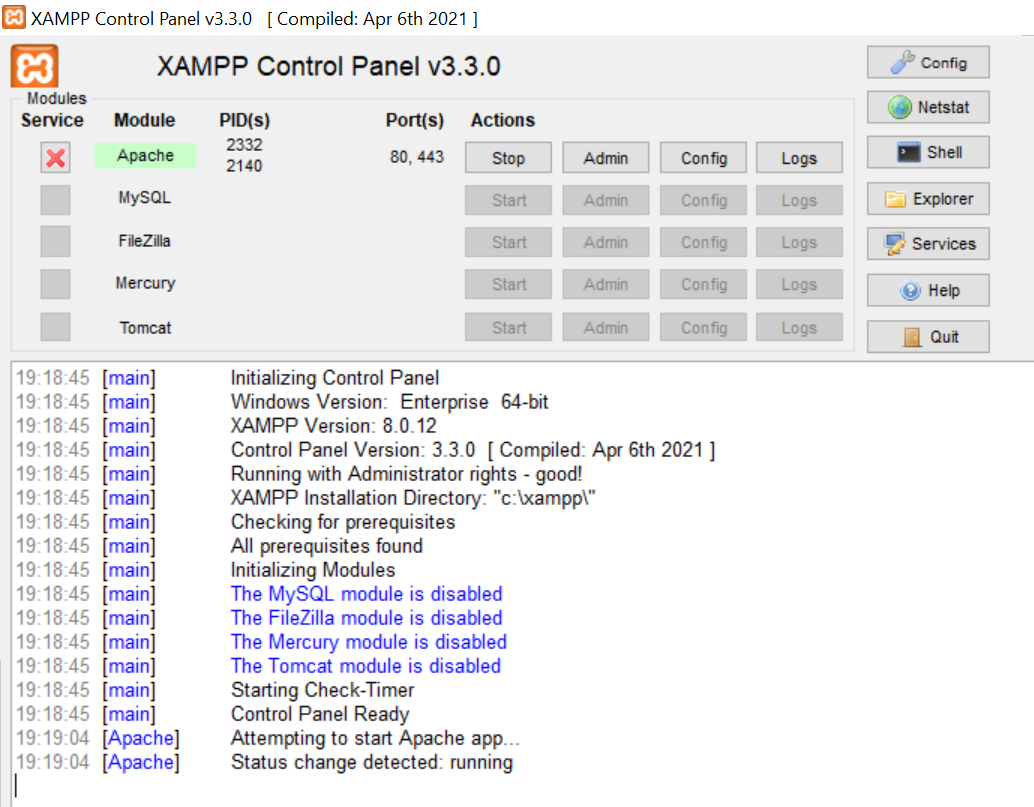 XAMPP Control Panel v3.3.0 [ Compiled: Apr 6th 2021 ]
XAMPP Control Panel v3.3.0
Config
Modules
Service Module PID(s) Port(s) Actions
Netstat
Apache 2332 2140 80, 443 Stop Admin Config Logs
Shell
MySQL Start Admin Config Logs
Explorer
FileZilla Start Admin Config Logs
Services
Mercury Start Admin Config Logs
Help
Tomcat Start Admin Config Logs
Quit
19:18:45 [main] Initializing Control Panel
19:18:45 [main] Windows Version: Enterprise 64-bit
19:18:45 [main] XAMPP Version: 8.0.12
19:18:45 [main] Control Panel Version: 3.3.0 [ Compiled: Apr 6th 2021 ]
19:18:45 [main] Running with Administrator rights - good!
19:18:45 [main] XAMPP Installation Directory: "c:\xampp\"
19:18:45 [main] Checking for prerequisites
19:18:45 [main] All prerequisites found
19:18:45 [main] Initializing Modules
19:18:45 [main] The MySQL module is disabled
19:18:45 [main] The FileZilla module is disabled
19:18:45 [main] The Mercury module is disabled
19:18:45 [main] The Tomcat module is disabled
19:18:45 [main] Starting Check-Timer
19:18:45 [main] Control Panel Ready
19:19:04 [Apache] Attempting to start Apache app...
19:19:04 [Apache] Status change detected: running